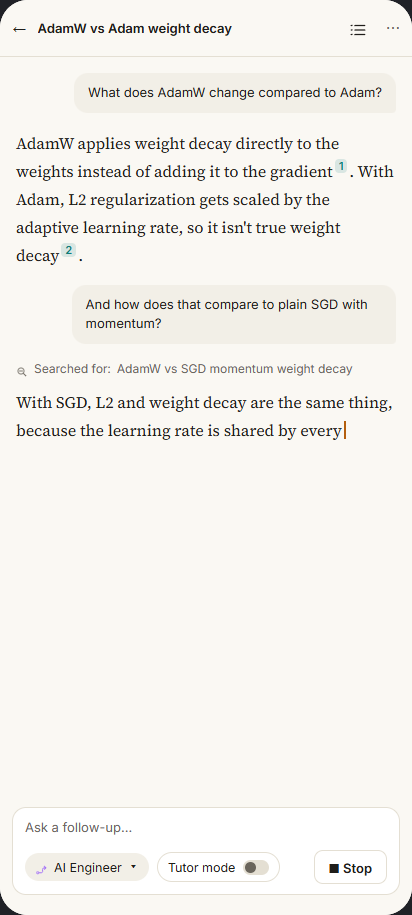 ← AdamW vs Adam weight decay ...
What does AdamW change compared to Adam?
AdamW applies weight decay directly to the
weights instead of adding it to the gradient 1 . With
Adam, L2 regularization gets scaled by the
adaptive learning rate, so it isn't true weight
decay 2 .
And how does that compare to plain SGD with
momentum?
Searched for: AdamW vs SGD momentum weight decay
With SGD, L2 and weight decay are the same thing,
because the learning rate is shared by every
Ask a follow-up...
AI Engineer Tutor mode Stop